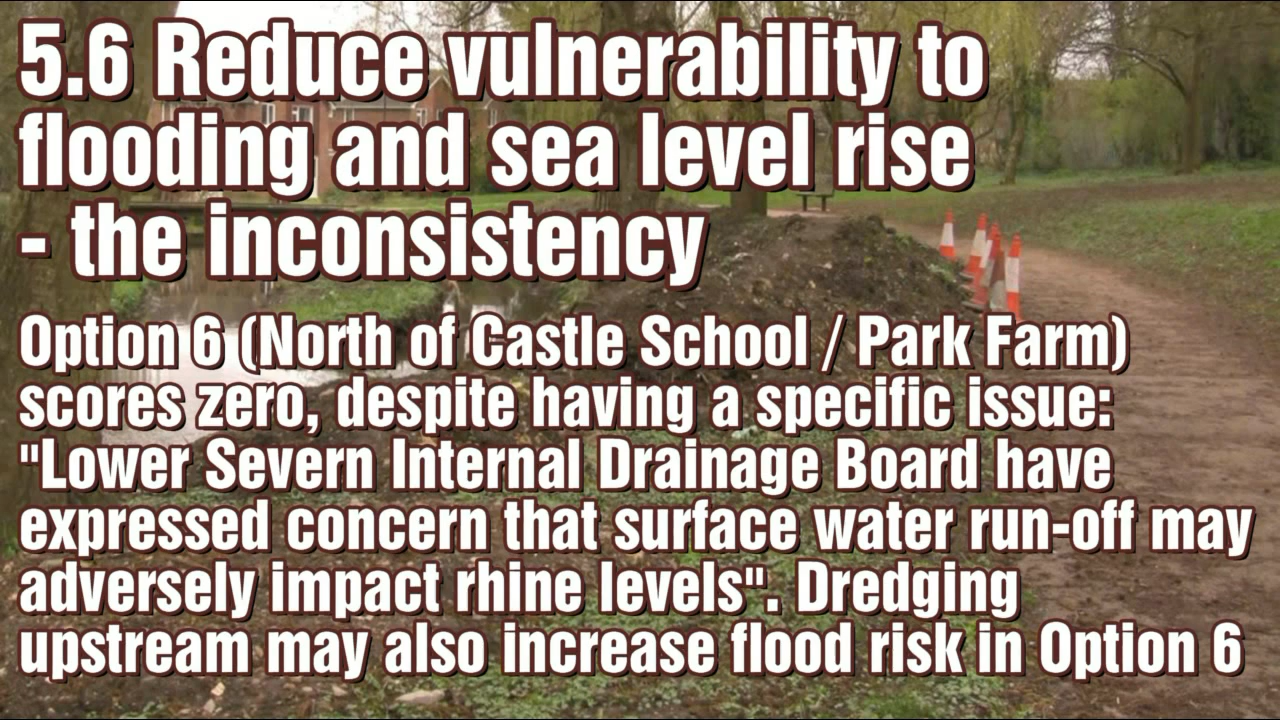 5.6 Reduce vulnerability to
flooding and sea level rise
- the inconsistency
Option 6 (North of Castle School / Park Farm)
scores zero, despite having a specific issue:
"Lower Severn Internal Drainage Board have
expressed concern that surface water run-off may
adversely impact rhine levels". Dredging
upstream may also increase flood risk in Option 6